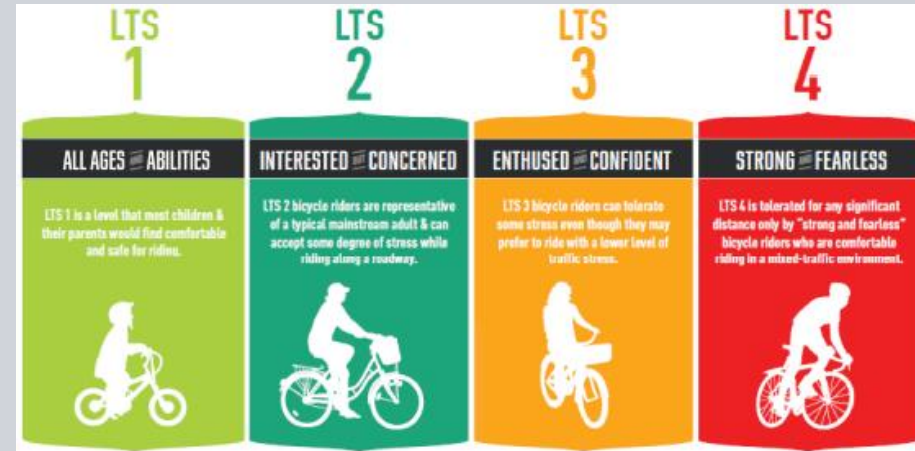 LTS
1
ALL AGES AND ABILITIES
LTS 1 is a level that most children &
their parents would find comfortable
and safe for riding.
LTS
2
INTERESTED BUT CONCERNED
LTS 2 bicycle riders are representative
of a typical mainstream adult & can
accept some degree of stress while
riding along a roadway.
LTS
3
ENTHUSED AND CONFIDENT
LTS 3 bicycle riders can tolerate
some stress even though they may
prefer to ride with a lower level of
traffic stress.
LTS
4
STRONG AND FEARLESS
LTS 4 is tolerated for any significant
distance only by "strong and fearless"
bicycle riders who are comfortable
riding in a mixed-traffic environment.